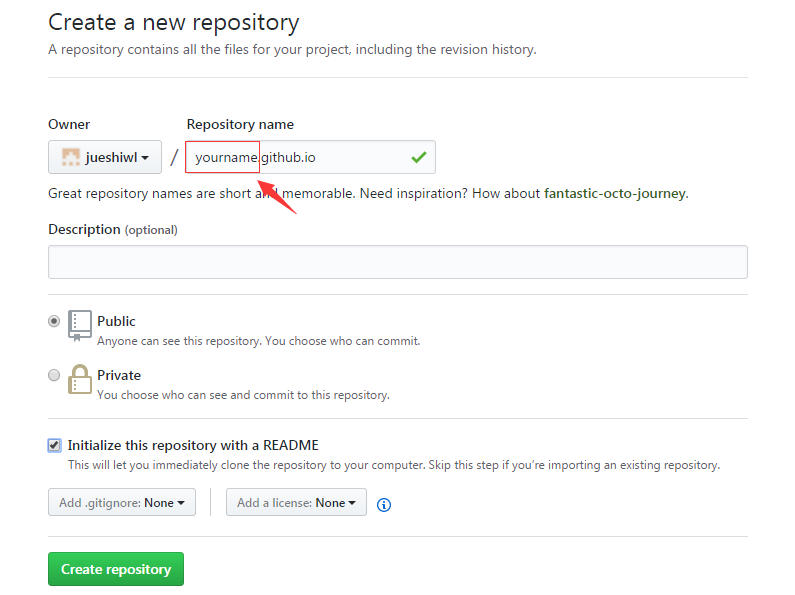 Create a new repository
A repository contains all the files for your project, including the revision history.
Owner Repository name
jueshiwl / yourname.github.io
Great repository names are short and memorable. Need inspiration? How about fantastic-octo-journey.
Description (optional)
Public
Anyone can see this repository. You choose who can commit.
Private
You choose who can see and commit to this repository.
Initialize this repository with a README
This will let you immediately clone the repository to your computer. Skip this step if you’re importing an existing repository.
Add .gitignore: None Add a license: None
Create repository